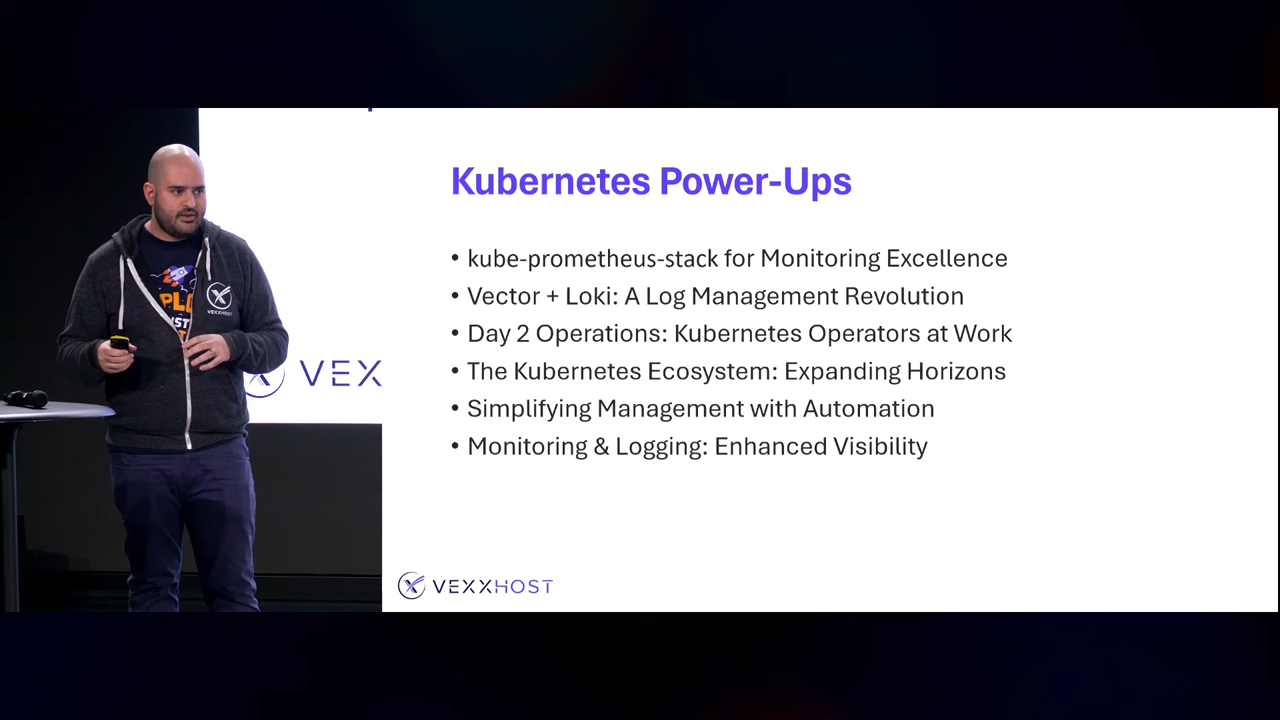 Kubernetes Power-Ups
• kube-prometheus-stack for Monitoring Excellence
• Vector + Loki: A Log Management Revolution
• Day 2 Operations: Kubernetes Operators at Work
• The Kubernetes Ecosystem: Expanding Horizons
• Simplifying Management with Automation
• Monitoring & Logging: Enhanced Visibility
VEXXHOST
VEX
VEXXHOST